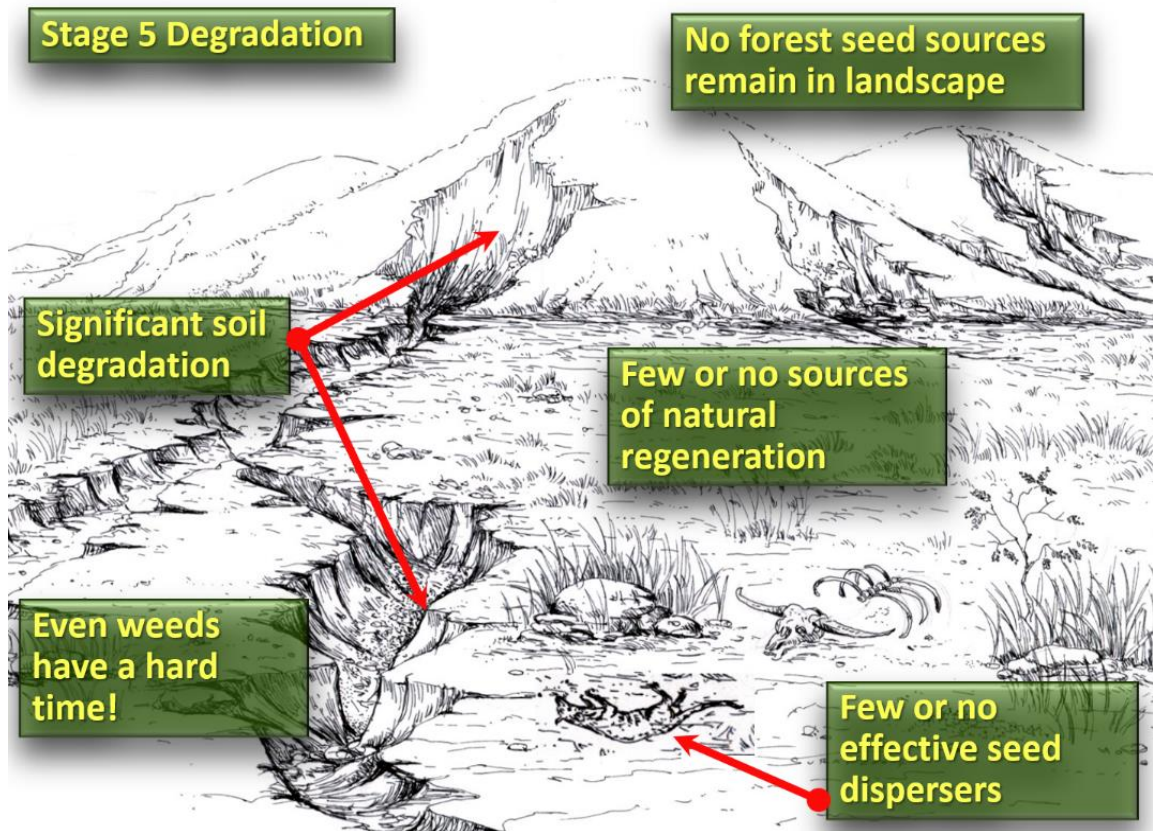 Stage 5 Degradation
No forest seed sources
remain in landscape
Significant soil
degradation
Few or no sources
of natural
regeneration
Even weeds
have a hard
time!
Few or no
effective seed
dispersers